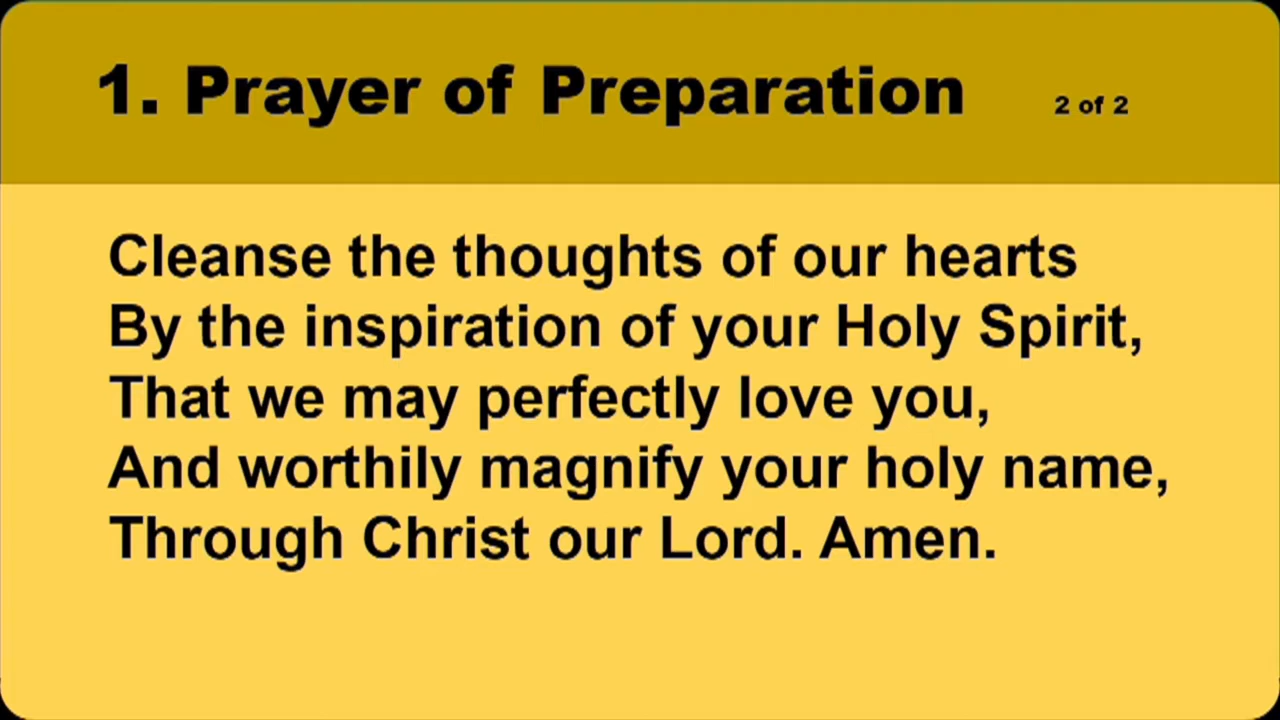 1. Prayer of Preparation 2 of 2
Cleanse the thoughts of our hearts
By the inspiration of your Holy Spirit,
That we may perfectly love you,
And worthily magnify your holy name,
Through Christ our Lord. Amen.